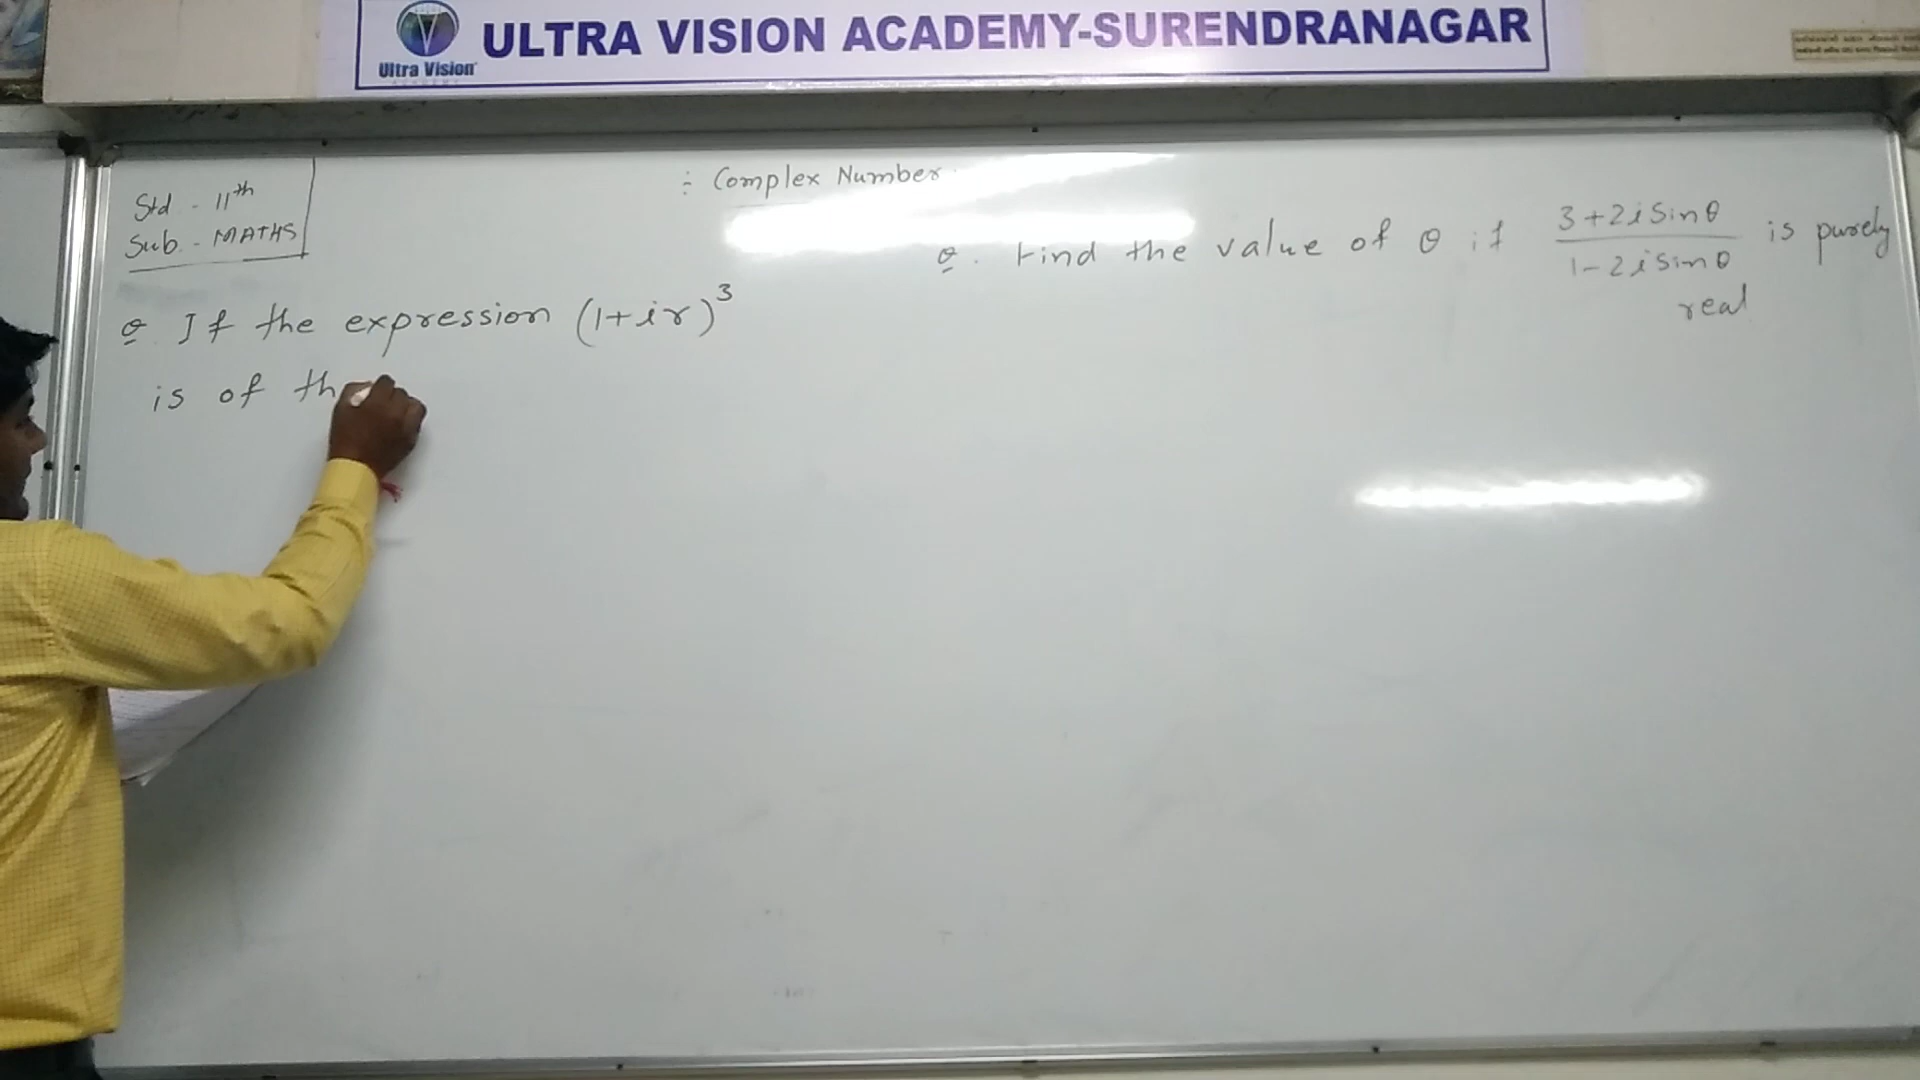 ULTRA VISION ACADEMY-SURENDRANAGAR
Ultra Vision
Std - 11th
Sub - MATHS
÷ Complex Number
Q. If the expression (1+ir)³
is of th
Q. Find the value of θ if (3+2i Sinθ)/(1-2i Sinθ) is purely
real